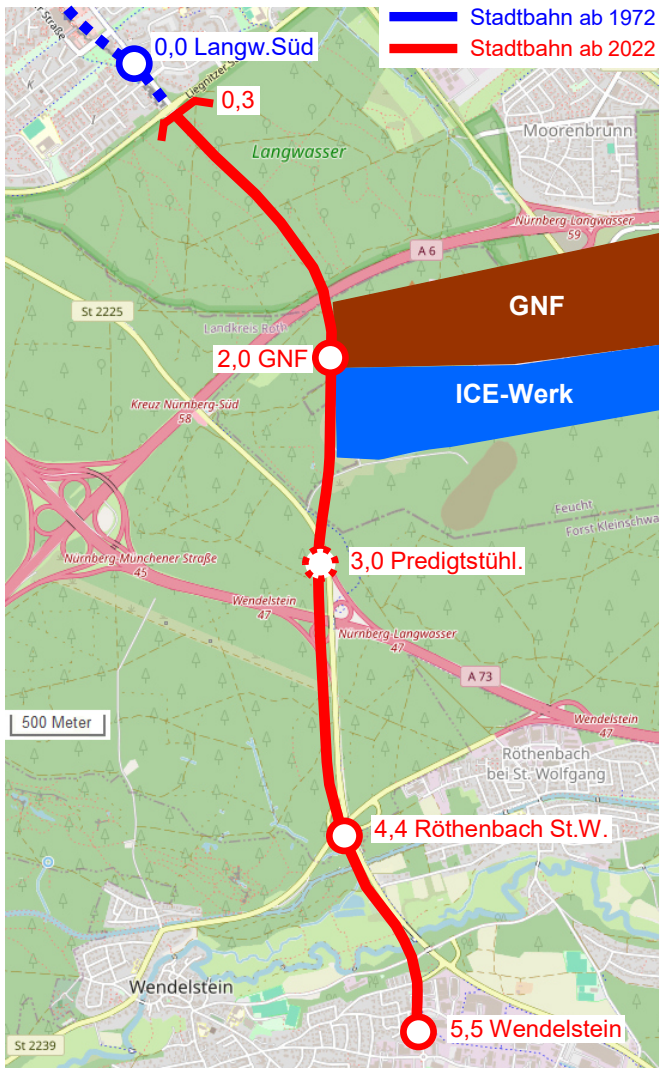 Stadtbahn ab 1972
Stadtbahn ab 2022
0,0 Langw.Süd
0,3
Moorenbrunn
Langwasser
Nürnberg-Langwasser
59
A 6
St 2225
GNF
Landkreis Roth
2,0 GNF
ICE-Werk
Kreuz Nürnberg-Süd
58
Feucht
Forst Kleinschwa
3,0 Predigtstühl.
Nürnberg-Münchener Straße
45
Wendelstein
47
Nürnberg-Langwasser
47
A 73
500 Meter
Wendelstein
47
Röthenbach
bei St. Wolfgang
4,4 Röthenbach St.W.
Wendelstein
5,5 Wendelstein
St 2239